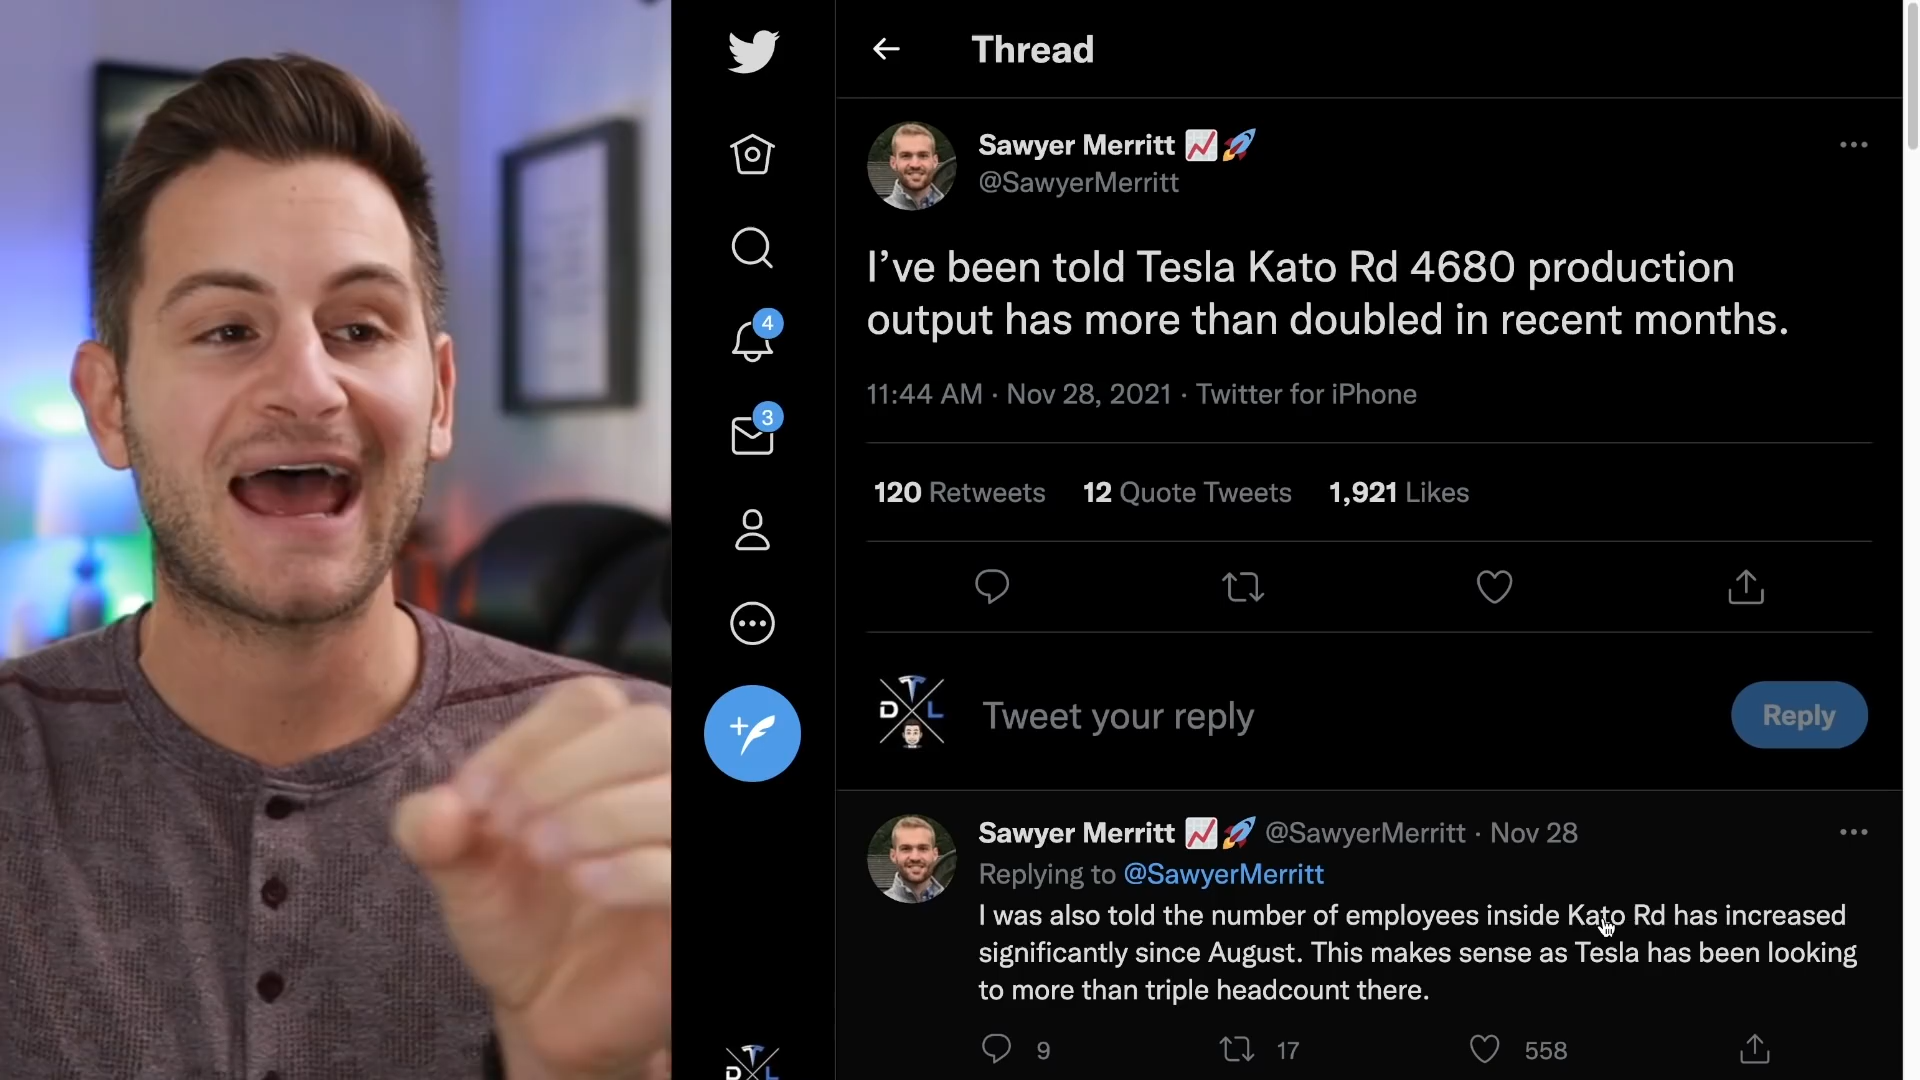 Thread
Sawyer Merritt 📈🚀
@SawyerMerritt
I’ve been told Tesla Kato Rd 4680 production
output has more than doubled in recent months.
11:44 AM · Nov 28, 2021 · Twitter for iPhone
120 Retweets 12 Quote Tweets 1,921 Likes
4
3
D L
Tweet your reply
Reply
Sawyer Merritt 📈🚀 @SawyerMerritt · Nov 28
Replying to @SawyerMerritt
I was also told the number of employees inside Kato Rd has increased
significantly since August. This makes sense as Tesla has been looking
to more than triple headcount there.
9 17 558
D L